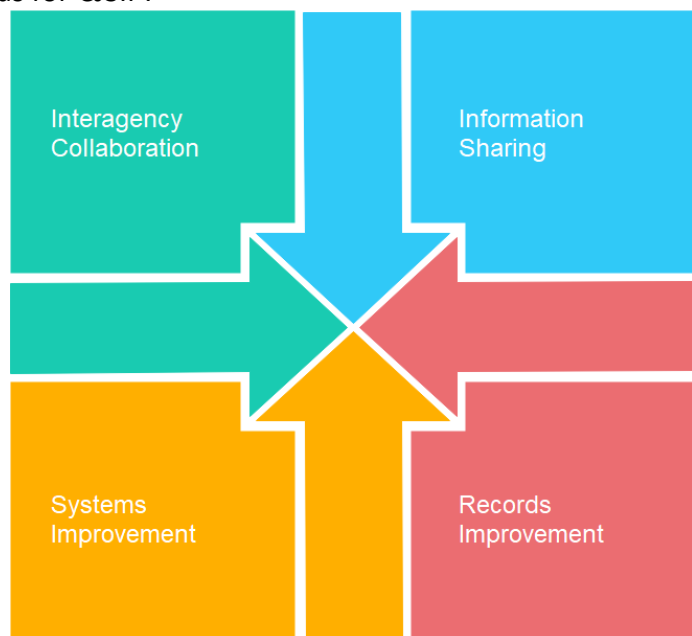 Interagency
Collaboration
Information
Sharing
Systems
Improvement
Records
Improvement